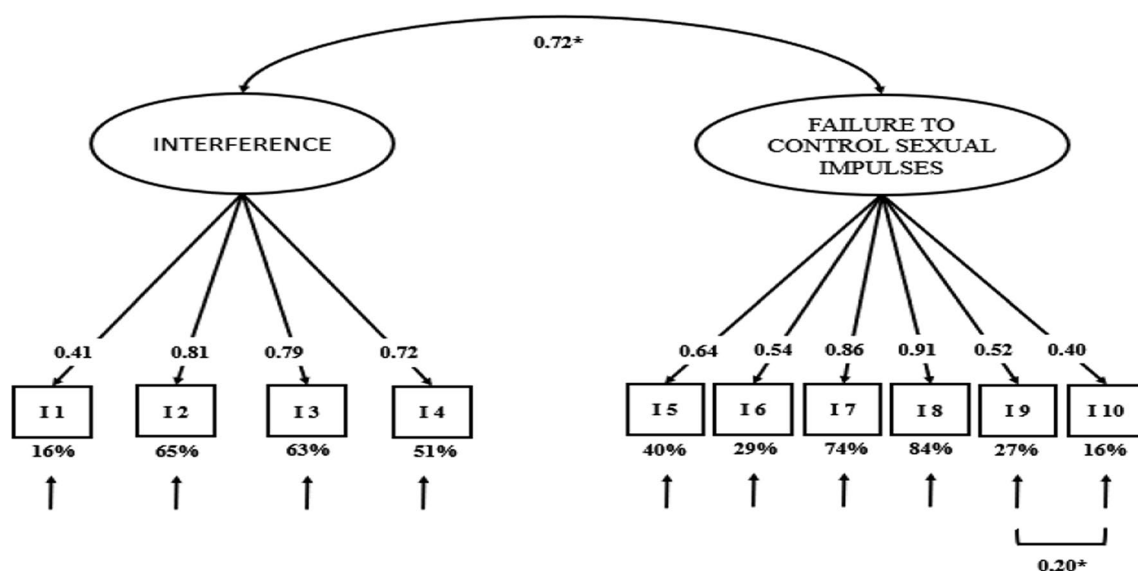 0.72*
INTERFERENCE
FAILURE TO
CONTROL SEXUAL
IMPULSES
0.41 0.81 0.79 0.72
0.64 0.54 0.86 0.91 0.52 0.40
I 1 I 2 I 3 I 4
I 5 I 6 I 7 I 8 I 9 I 10
16% 65% 63% 51%
40% 29% 74% 84% 27% 16%
0.20*